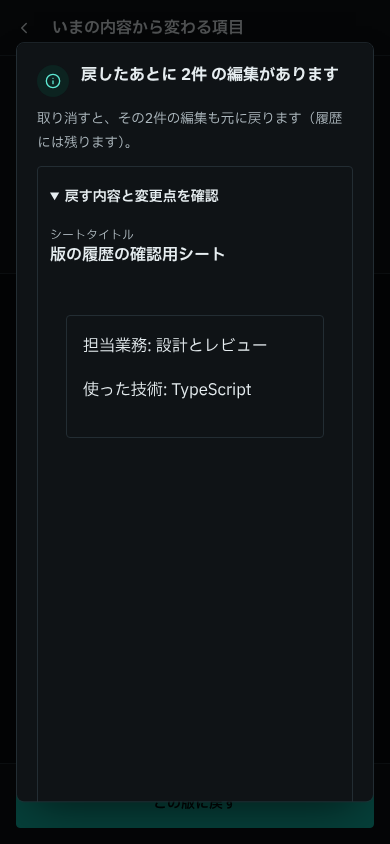 いまの内容から変わる項目
戻したあとに 2件 の編集があります
取り消すと、その2件の編集も元に戻ります（履歴
には残ります）。
▼ 戻す内容と変更点を確認
シートタイトル
版の履歴の確認用シート
担当業務: 設計とレビュー
使った技術: TypeScript
この版に戻す